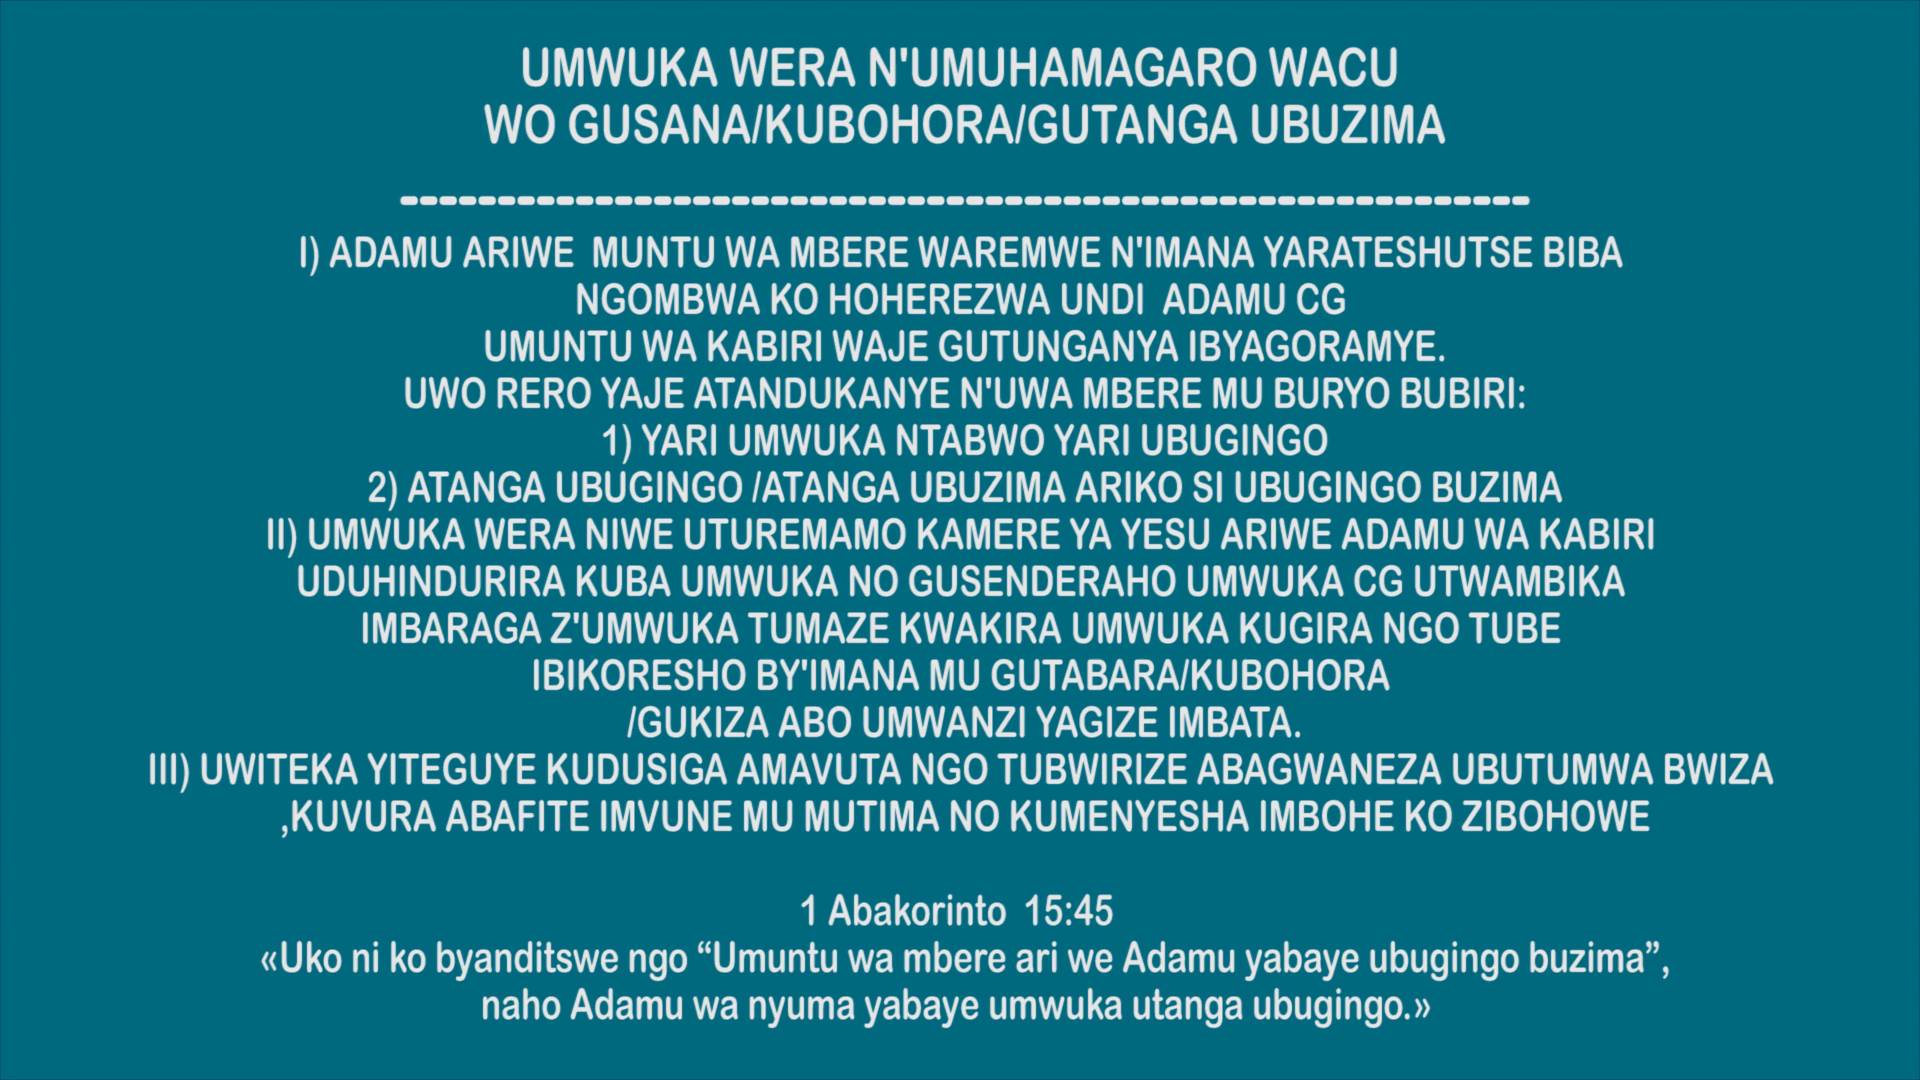 UMWUKA WERA N'UMUHAMAGARO WACU
WO GUSANA/KUBOHORA/GUTANGA UBUZIMA
----------------------------------------------------------
I) ADAMU ARIWE MUNTU WA MBERE WAREMWE N'IMANA YARATESHUTSE BIBA
NGOMBWA KO HOHEREZWA UNDI ADAMU CG
UMUNTU WA KABIRI WAJE GUTUNGANYA IBYAGORAMYE.
UWO RERO YAJE ATANDUKANYE N'UWA MBERE MU BURYO BUBIRI:
1) YARI UMWUKA NTABWO YARI UBUGINGO
2) ATANGA UBUGINGO /ATANGA UBUZIMA ARIKO SI UBUGINGO BUZIMA
II) UMWUKA WERA NIWE UTUREMAMO KAMERE YA YESU ARIWE ADAMU WA KABIRI
UDUHINDURIRA KUBA UMWUKA NO GUSENDERAHO UMWUKA CG UTWAMBIKA
IMBARAGA Z'UMWUKA TUMAZE KWAKIRA UMWUKA KUGIRA NGO TUBE
IBIKORESHO BY'IMANA MU GUTABARA/KUBOHORA
/GUKIZA ABO UMWANZI YAGIZE IMBATA.
III) UWITEKA YITEGUYE KUDUSIGA AMAVUTA NGO TUBWIRIZE ABAGWANEZA UBUTUMWA BWIZA
,KUVURA ABAFITE IMVUNE MU MUTIMA NO KUMENYESHA IMBOHE KO ZIBOHOWE
1 Abakorinto 15:45
«Uko ni ko byanditswe ngo “Umuntu wa mbere ari we Adamu yabaye ubugingo buzima”,
naho Adamu wa nyuma yabaye umwuka utanga ubugingo.»